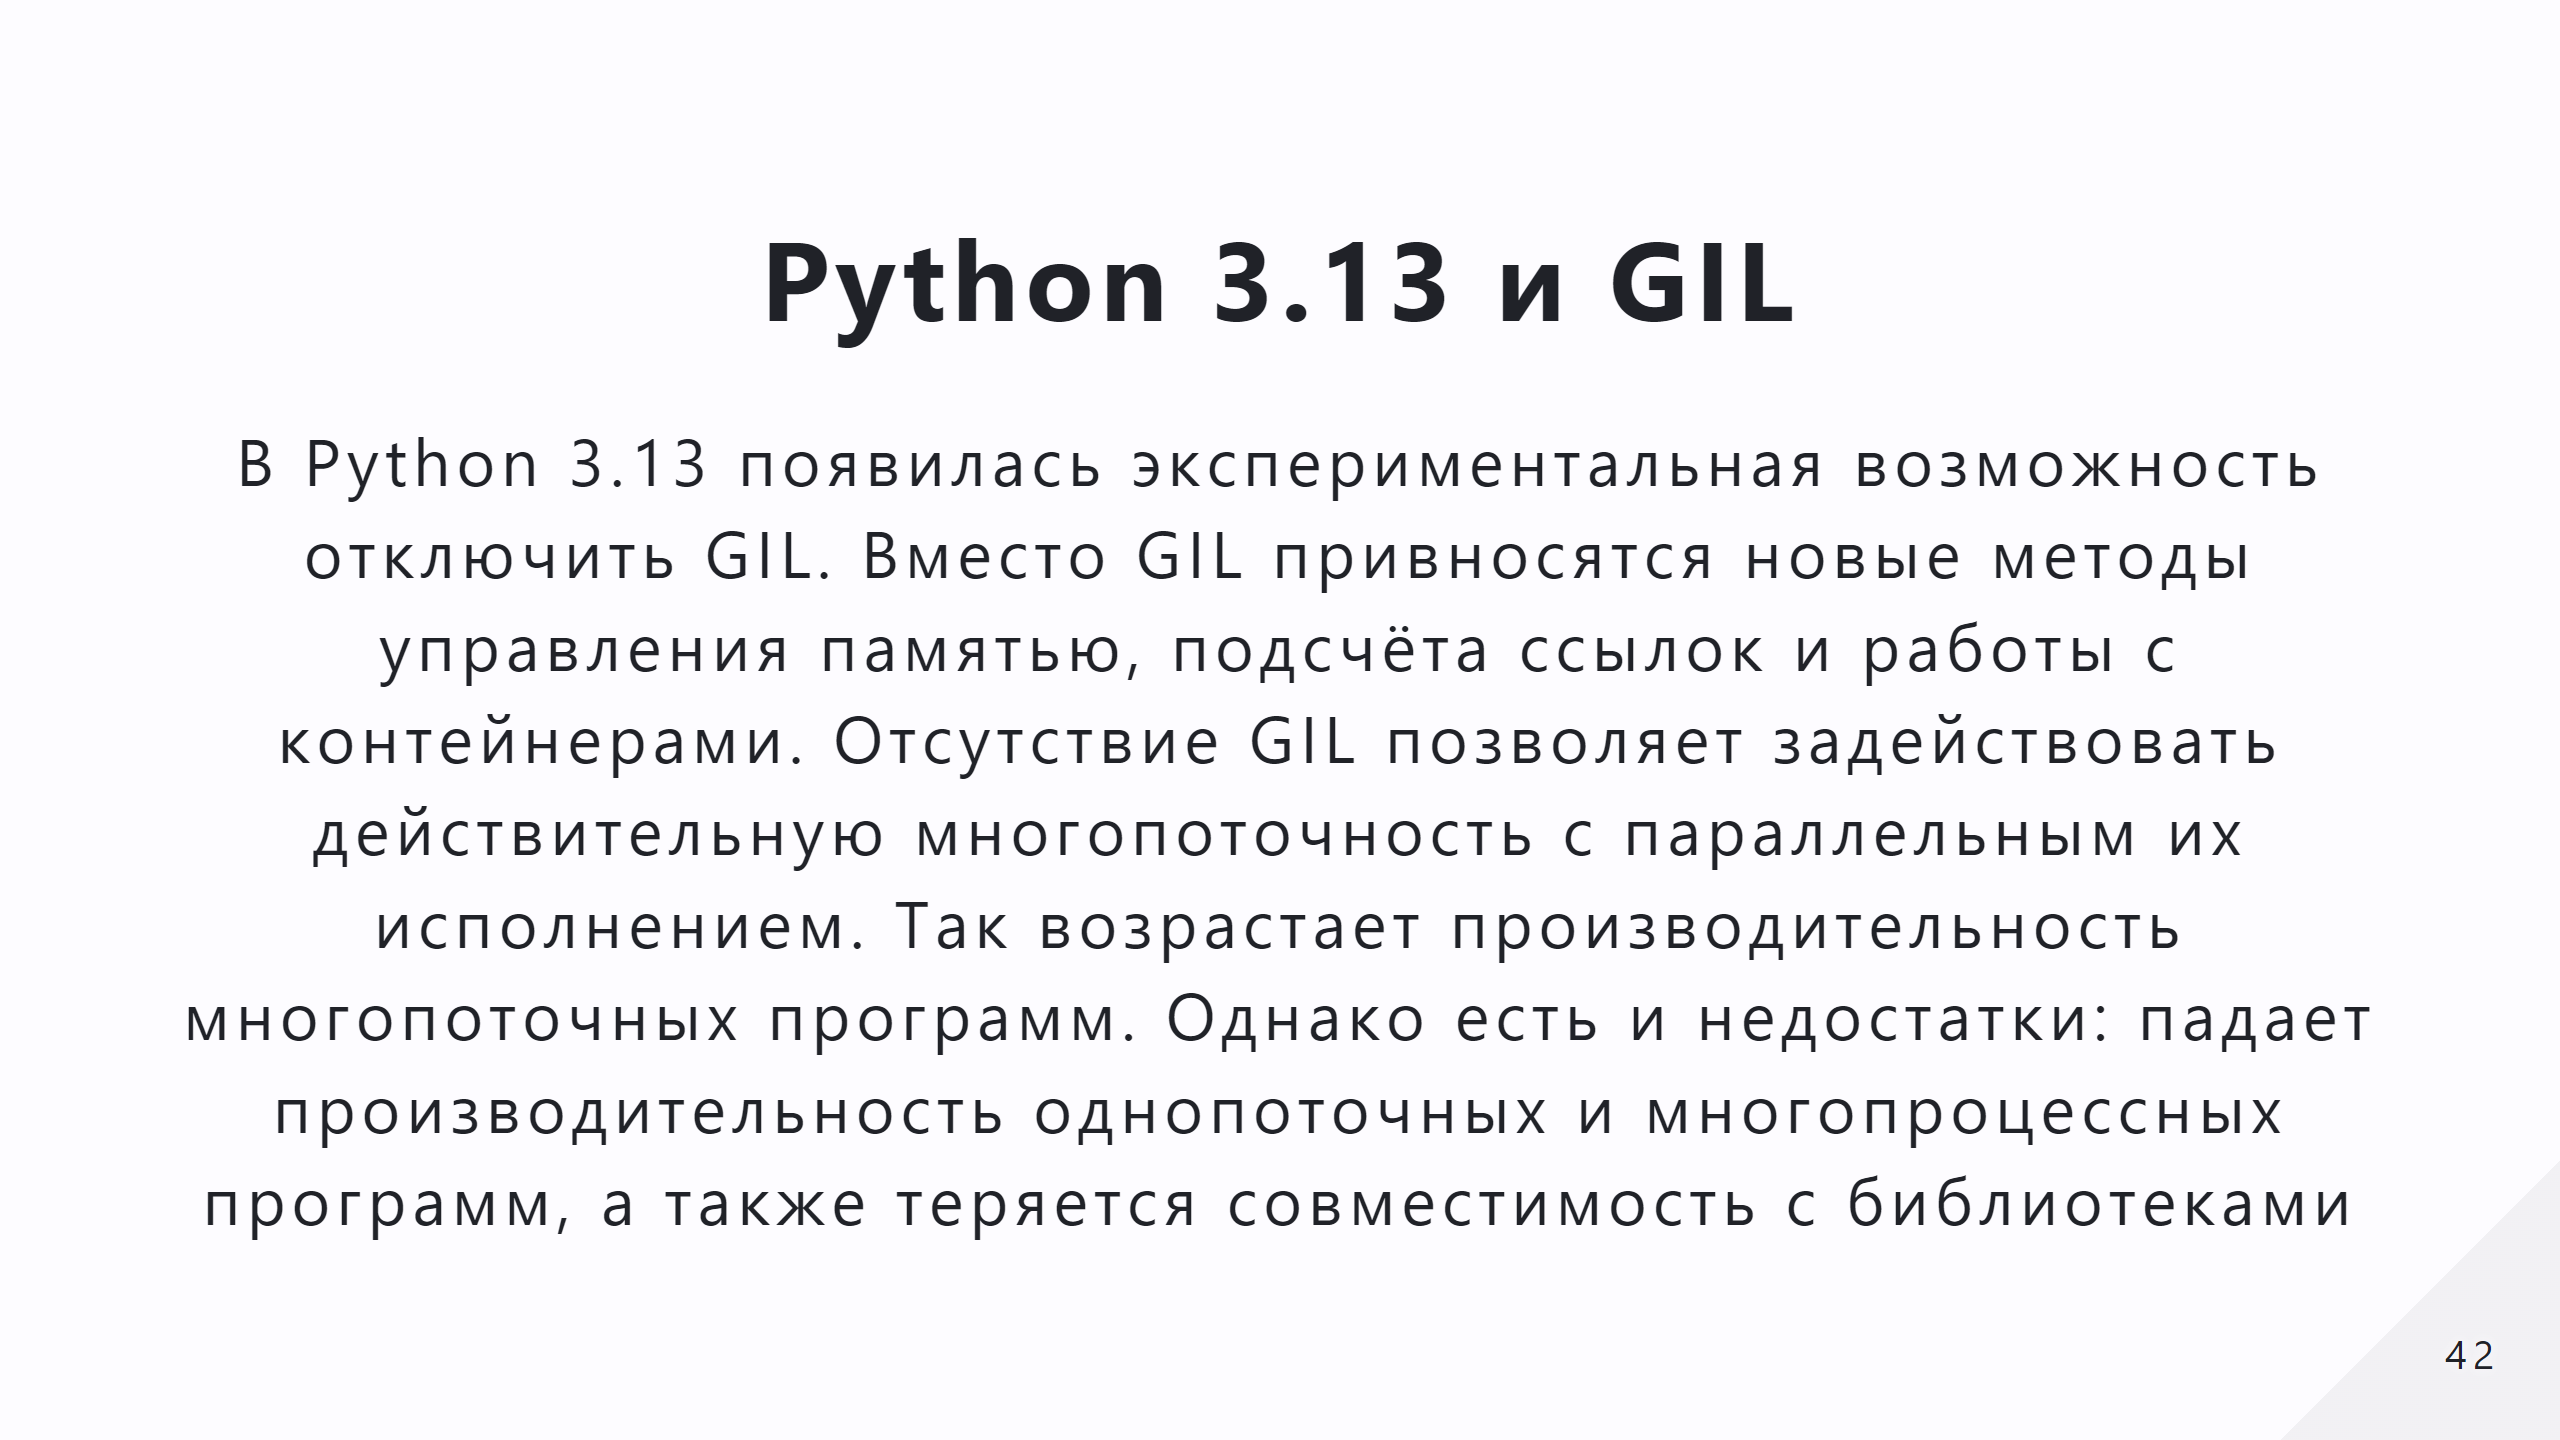 Python 3.13 и GIL
В Python 3.13 появилась экспериментальная возможность
отключить GIL. Вместо GIL привносятся новые методы
управления памятью, подсчёта ссылок и работы с
контейнерами. Отсутствие GIL позволяет задействовать
действительную многопоточность с параллельным их
исполнением. Так возрастает производительность
многопоточных программ. Однако есть и недостатки: падает
производительность однопоточных и многопроцессных
программ, а также теряется совместимость с библиотеками
42